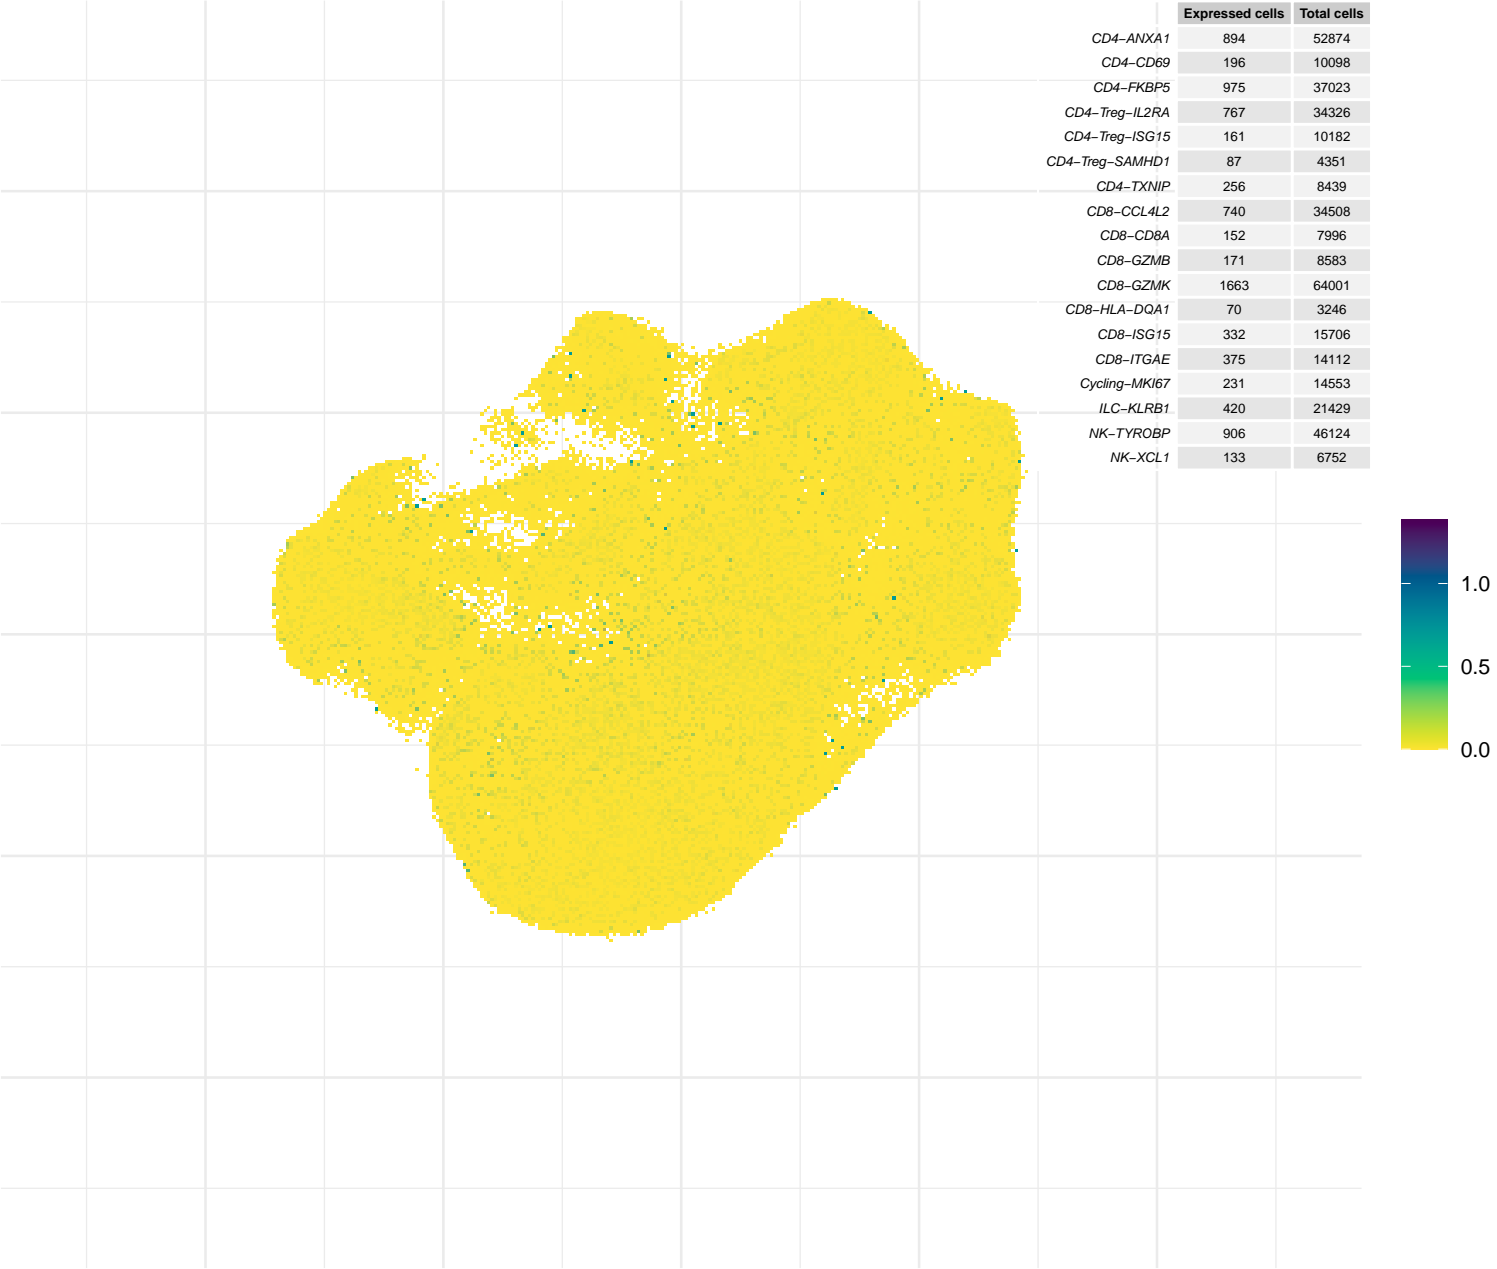 Expressed cells Total cells
CD4−ANXA1 894 52874
CD4−CD69 196 10098
CD4−FKBP5 975 37023
CD4−Treg−IL2RA 767 34326
CD4−Treg−ISG15 161 10182
CD4−Treg−SAMHD1 87 4351
CD4−TXNIP 256 8439
CD8−CCL4L2 740 34508
CD8−CD8A 152 7996
CD8−GZMB 171 8583
CD8−GZMK 1663 64001
CD8−HLA−DQA1 70 3246
CD8−ISG15 332 15706
CD8−ITGAE 375 14112
Cycling−MKI67 231 14553
ILC−KLRB1 420 21429
NK−TYROBP 906 46124
NK−XCL1 133 6752
1.0
0.5
0.0